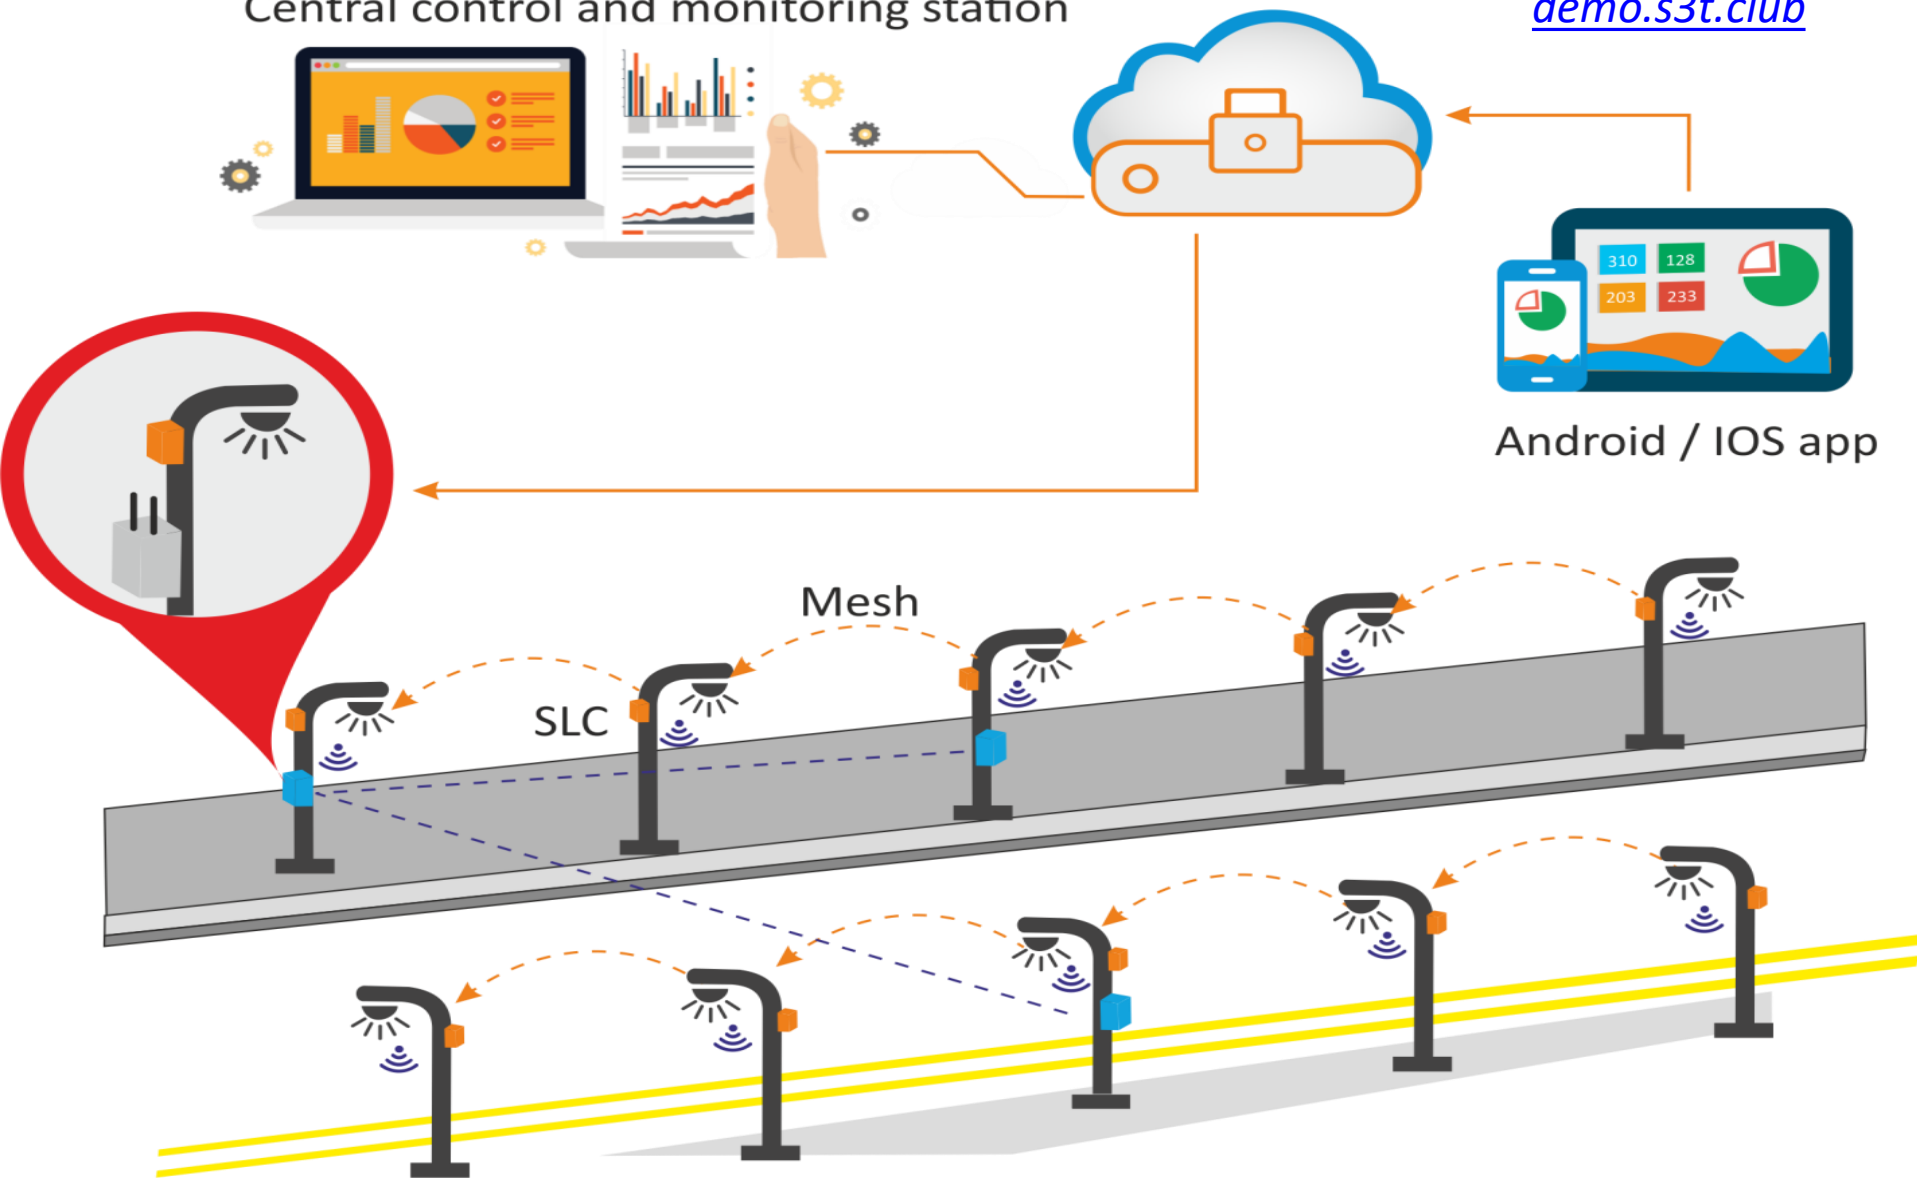 Central control and monitoring station
demo.s3t.club
310 128
203 233
Android / IOS app
Mesh
SLC